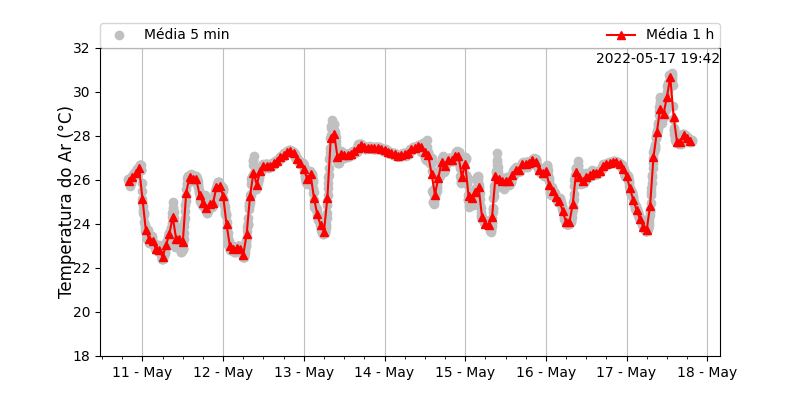 Média 5 min
Média 1 h
2022-05-17 19:42
Temperatura do Ar (°C)
32
30
28
26
24
22
20
18
11 - May
12 - May
13 - May
14 - May
15 - May
16 - May
17 - May
18 - May